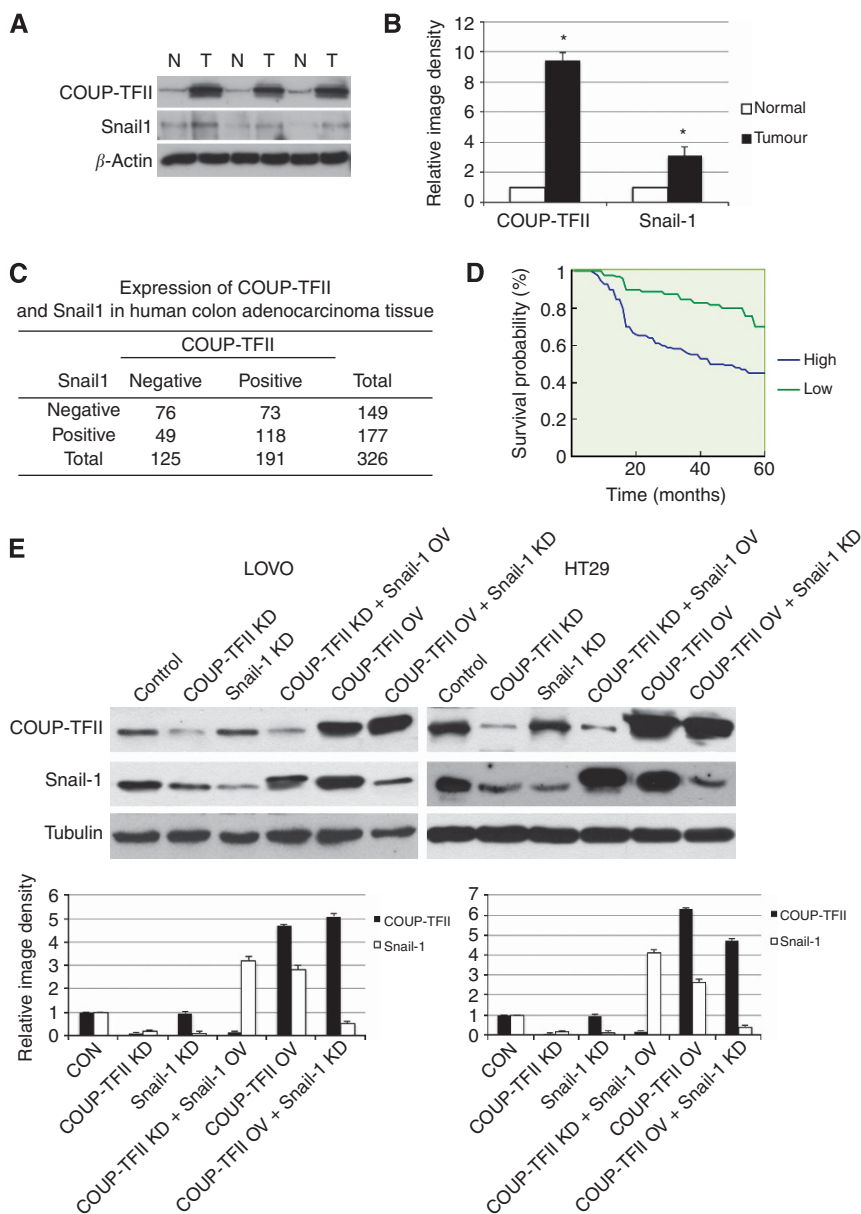 A
N T N T N T
COUP-TFII
Snail1
β-Actin
B
Relative image density
12
10
8
6
4
2
0
COUP-TFII
Snail-1
*
*
Normal
Tumour
C
Expression of COUP-TFII
and Snail1 in human colon adenocarcinoma tissue
COUP-TFII
Snail1 Negative Positive Total
Negative 76 73 149
Positive 49 118 177
Total 125 191 326
D
Survival probability (%)
1
0.8
0.6
0.4
0.2
0
20 40 60
Time (months)
High
Low
E
LOVO
Control
COUP-TFII KD
Snail-1 KD
COUP-TFII KD + Snail-1 OV
COUP-TFII OV
COUP-TFII OV + Snail-1 KD
HT29
Control
COUP-TFII KD
Snail-1 KD
COUP-TFII KD + Snail-1 OV
COUP-TFII OV
COUP-TFII OV + Snail-1 KD
COUP-TFII
Snail-1
Tubulin
Relative image density
6
5
4
3
2
1
0
CON
COUP-TFII KD
Snail-1 KD
COUP-TFII KD + Snail-1 OV
COUP-TFII OV
COUP-TFII OV + Snail-1 KD
COUP-TFII
Snail-1
7
6
5
4
3
2
1
0
CON
COUP-TFII KD
Snail-1 KD
COUP-TFII KD + Snail-1 OV
COUP-TFII OV
COUP-TFII OV + Snail-1 KD
COUP-TFII
Snail-1